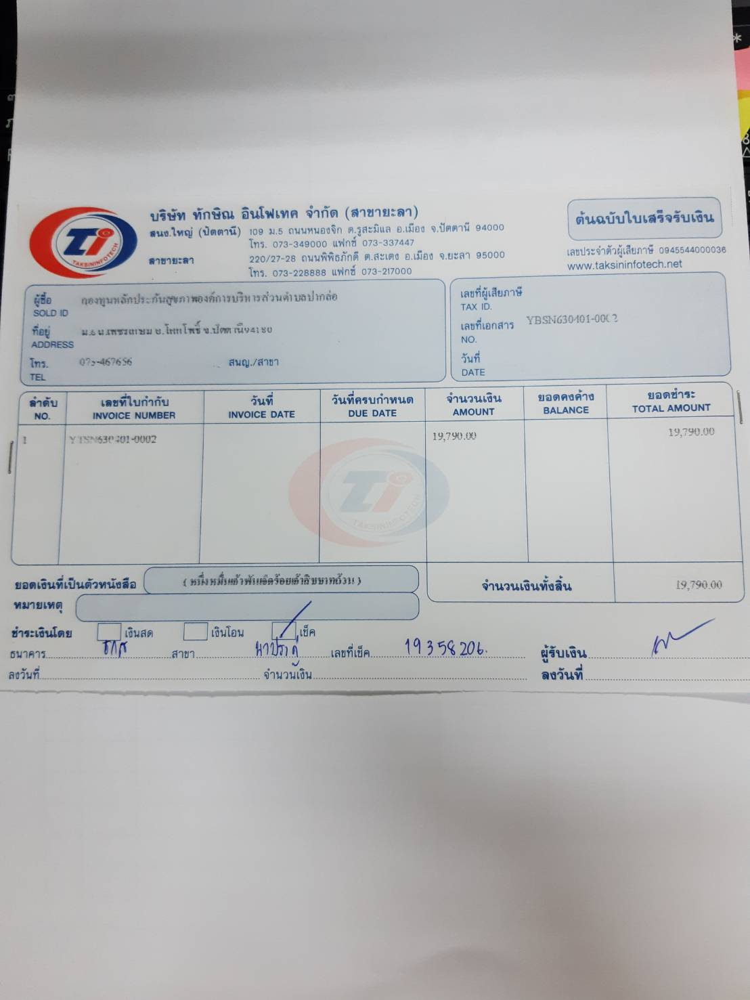 TI
TAKSININFOTECH
บริษัท ทักษิณ อินโฟเทค จำกัด (สาขายะลา)
สนง.ใหญ่ (ปัตตานี) 109 ม.5 ถนนหนองจิก ต.รูสะมิแล อ.เมือง จ.ปัตตานี 94000
โทร. 073-349000 แฟกซ์ 073-337447
สาขายะลา 220/27-28 ถนนพิพิธภักดี ต.สะเตง อ.เมือง จ.ยะลา 95000
โทร. 073-228888 แฟกซ์ 073-217000
ต้นฉบับใบเสร็จรับเงิน
เลขประจำตัวผู้เสียภาษี 0945544000036
www.taksininfotech.net
ผู้ซื้อ กองทุนหลักประกันสุขภาพองค์การบริหารส่วนตำบลปากล่อ
SOLD ID
ที่อยู่ อ.โคกโพธิ์ จ.ปัตตานี94180
ADDRESS
โทร. 073-467656 สนญ./สาขา
TEL
เลขที่ผู้เสียภาษี
TAX ID.
เลขที่เอกสาร YBSN630401-0002
NO.
วันที่
DATE
ลำดับ เลขที่ใบกำกับ วันที่ วันที่ครบกำหนด จำนวนเงิน ยอดคงค้าง ยอดชำระ
NO. INVOICE NUMBER INVOICE DATE DUE DATE AMOUNT BALANCE TOTAL AMOUNT
1 YBSN630401-0002 19,790.00 19,790.00
TI
TAKSININFOTECH
ยอดเงินที่เป็นตัวหนังสือ ( หนึ่งหมื่นเก้าพันเจ็ดร้อยเก้าสิบบาทถ้วน ) จำนวนเงินทั้งสิ้น 19,790.00
หมายเหตุ
ชำระเงินโดย เงินสด เงินโอน เช็ค
ธนาคาร ธกส สาขา นาประดู่ เลขที่เช็ค 19358206. ผู้รับเงิน
ลงวันที่ จำนวนเงิน ลงวันที่